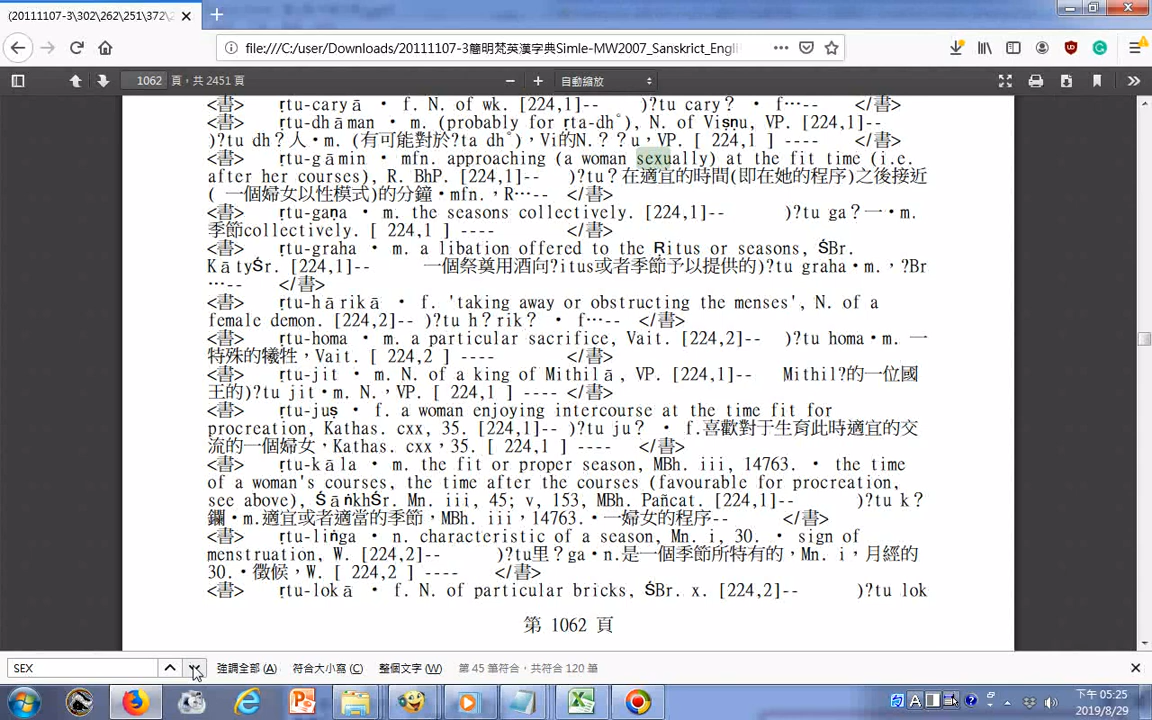 (20111107-3\302\262\251\372\2
file:///C:/user/Downloads/20111107-3簡明梵英漢字典Simle-MW2007_Sanskrict_Engli
1062 頁,共 2451 頁
自動縮放
<書> ṛtu-caryā • f. N. of wk. [224,1]-- )?tu cary? • f…-- </書>
<書> ṛtu-dhāman • m. (probably for ṛta-dh°), N. of Viṣṇu, VP. [224,1]--
)?tu dh?人•m. (有可能對於?ta dh°),Vi的N.??u,VP. [ 224,1 ] ---- </書>
<書> ṛtu-gāmin • mfn. approaching (a woman sexually) at the fit time (i.e.
after her courses), R. BhP. [224,1]-- )?tu?在適宜的時間(即在她的程序)之後接近
( 一個婦女以性模式)的分鐘•mfn.,R…-- </書>
<書> ṛtu-gaṇa • m. the seasons collectively. [224,1]-- )?tu ga?一•m.
季節collectively. [ 224,1 ] ---- </書>
<書> ṛtu-graha • m. a libation offered to the Ṛitus or seasons, ŚBr.
KātyŚr. [224,1]-- 一個祭奠用酒向?itus或者季節予以提供的)?tu graha•m.,?Br
…-- </書>
<書> ṛtu-hārikā • f. 'taking away or obstructing the menses', N. of a
female demon. [224,2]-- )?tu h?rik? • f…-- </書>
<書> ṛtu-homa • m. a particular sacrifice, Vait. [224,2]-- )?tu homa•m. 一
特殊的犧牲,Vait. [ 224,2 ] ---- </書>
<書> ṛtu-jit • m. N. of a king of Mithilā, VP. [224,1]-- Mithil?的一位國
王的)?tu jit•m. N.,VP. [ 224,1 ] ---- </書>
<書> ṛtu-juṣ • f. a woman enjoying intercourse at the time fit for
procreation, Kathas. cxx, 35. [224,1]-- )?tu ju? • f.喜歡對于生育此時適宜的交
流的一個婦女,Kathas. cxx,35. [ 224,1 ] ---- </書>
<書> ṛtu-kāla • m. the fit or proper season, MBh. iii, 14763. • the time
of a woman's courses, the time after the courses (favourable for procreation,
see above), ŚāṅkhŚr. Mn. iii, 45; v, 153, MBh. Pañcat. [224,1]-- )?tu k?
鑭•m.適宜或者適當的季節,MBh. iii,14763.•一婦女的程序-- </書>
<書> ṛtu-liṅga • n. characteristic of a season, Mn. i, 30. • sign of
menstruation, W. [224,2]-- )?tu里?ga•n.是一個季節所特有的,Mn. i,月經的
30.•徵候,W. [ 224,2 ] ---- </書>
<書> ṛtu-lokā • f. N. of particular bricks, ŚBr. x. [224,2]-- )?tu lok
第 1062 頁
SEX 強調全部 (A) 符合大小寫 (C) 整個文字 (W) 第 45 筆符合,共符合 120 筆
下午 05:25
2019/8/29